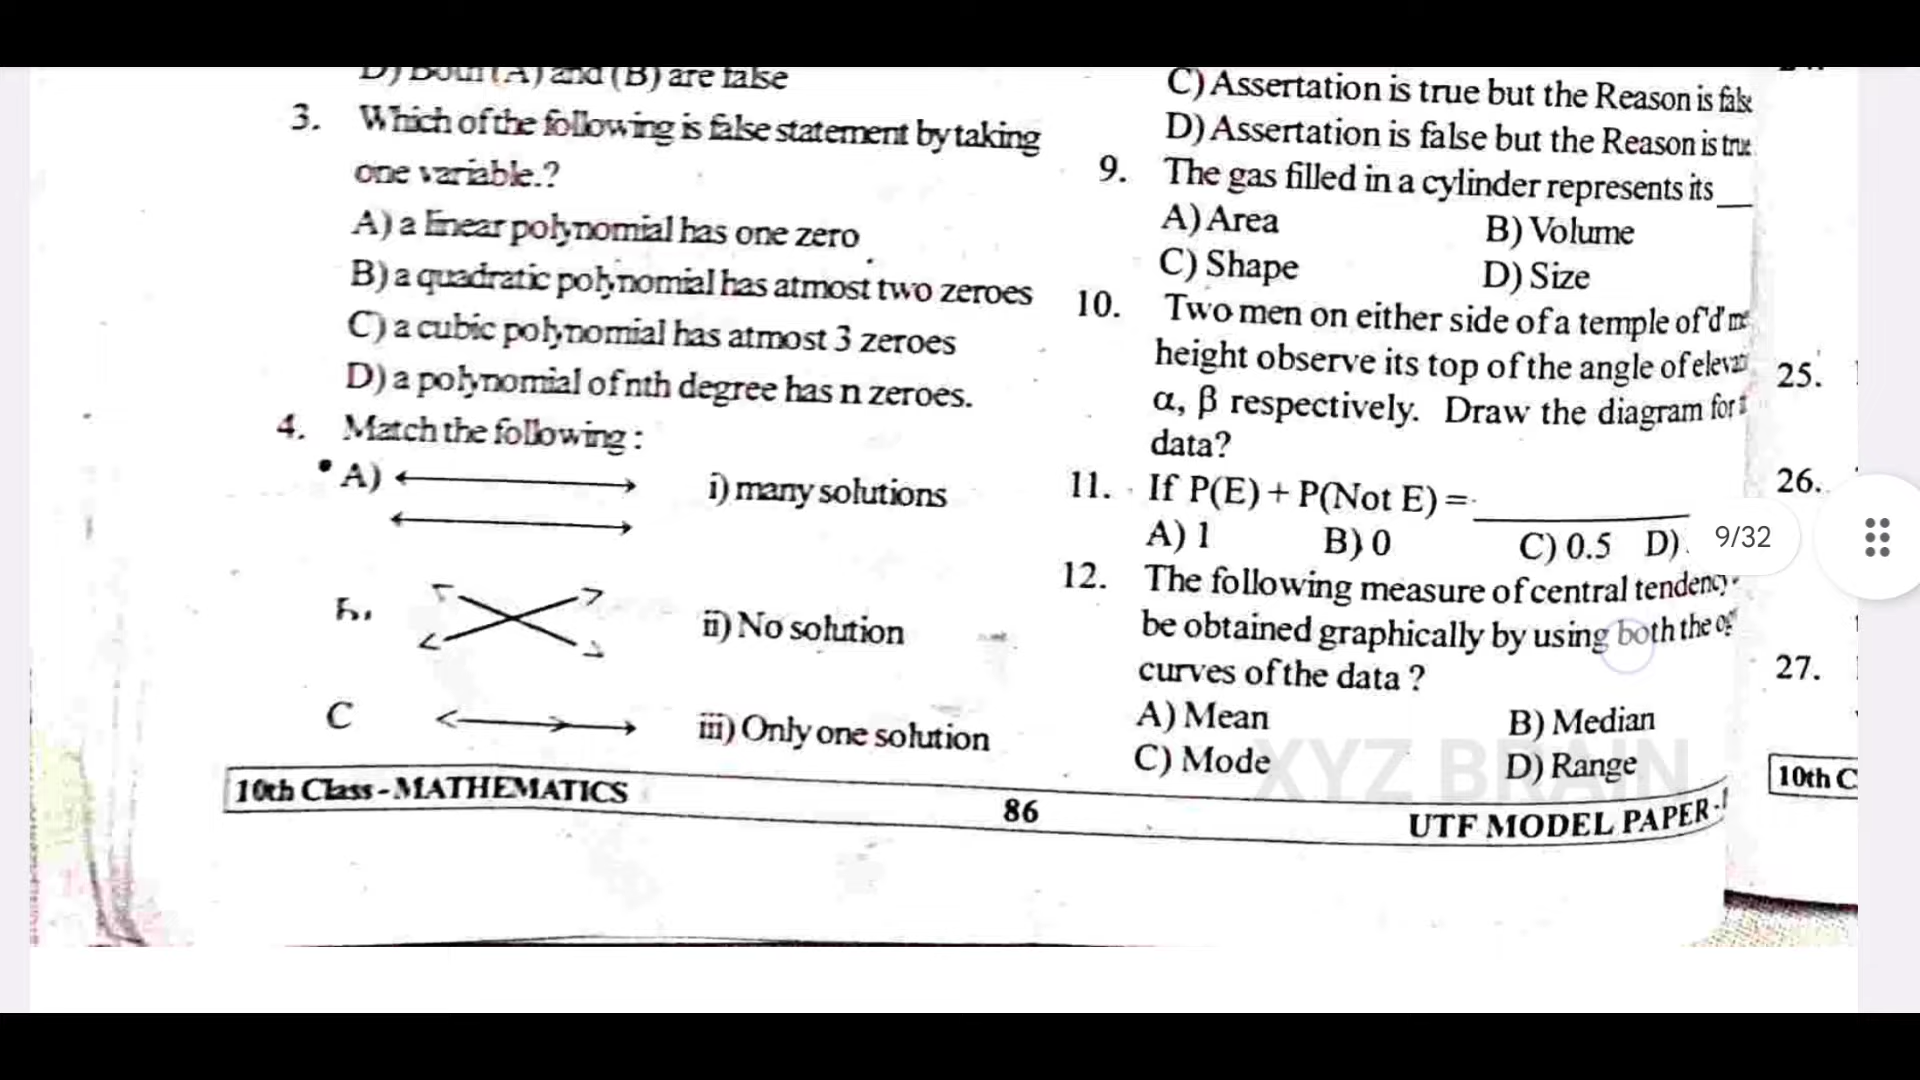 D) Both (A) and (B) are false
3. Which of the following is false statement by taking
one variable.?
A) a linear polynomial has one zero
B) a quadratic polynomial has atmost two zeroes
C) a cubic polynomial has atmost 3 zeroes
D) a polynomial of nth degree has n zeroes.
4. Match the following :
A) i) many solutions
ii) No solution
C iii) Only one solution
10th Class - MATHEMATICS
86
UTF MODEL PAPER -
C) Assertation is true but the Reason is false
D) Assertation is false but the Reason is true
9. The gas filled in a cylinder represents its __
A) Area B) Volume
C) Shape D) Size
10. Two men on either side of a temple of 'd'
height observe its top of the angle of
α, β respectively. Draw the diagram for
data?
11. If P(E) + P(Not E) = ________
A) 1 B) 0 C) 0.5 D)
12. The following measure of central tendency
be obtained graphically by using both the
curves of the data ?
A) Mean B) Median
C) Mode D) Range
XYZ BRAIN
25.
26.
27.
10th C
9/32